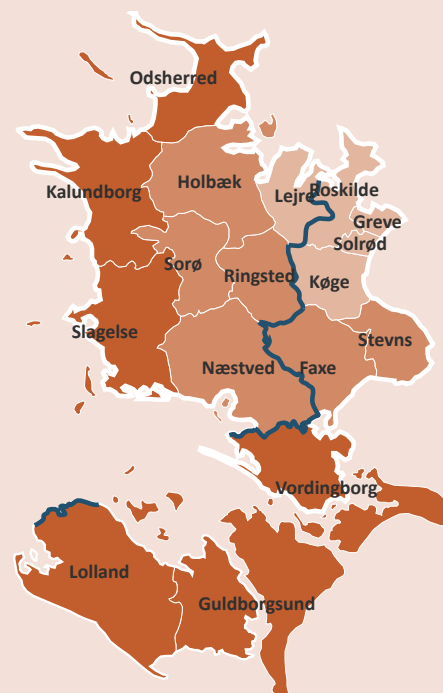 Odsherred
Holbæk
Kalundborg
Lejre
Roskilde
Greve
Solrød
Sorø
Ringsted
Køge
Slagelse
Stevns
Næstved
Faxe
Vordingborg
Lolland
Guldborgsund